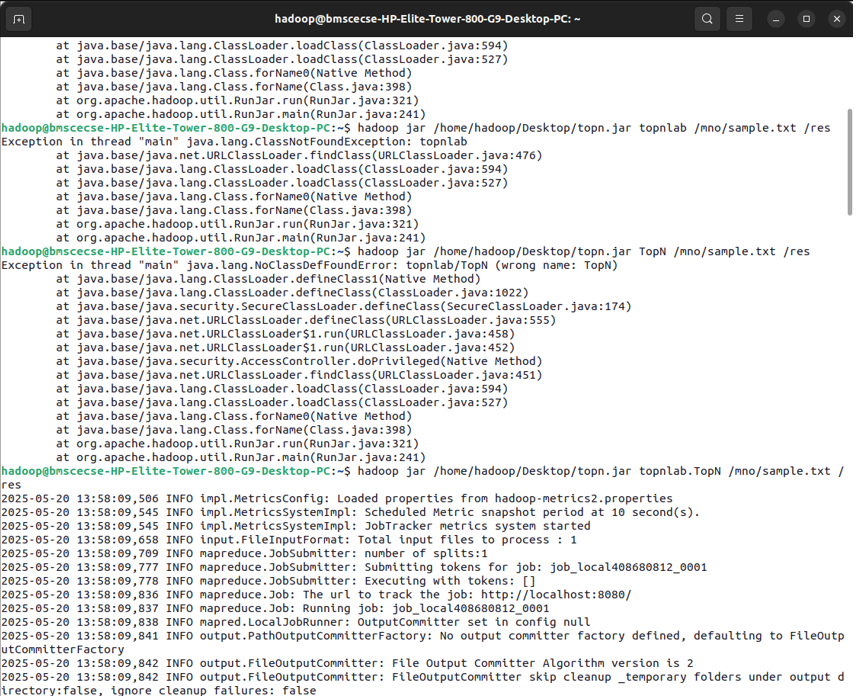 hadoop@bmscecse-HP-Elite-Tower-800-G9-Desktop-PC: ~
        at java.base/java.lang.ClassLoader.loadClass(ClassLoader.java:594)
        at java.base/java.lang.ClassLoader.loadClass(ClassLoader.java:527)
        at java.base/java.lang.Class.forName0(Native Method)
        at java.base/java.lang.Class.forName(Class.java:398)
        at org.apache.hadoop.util.RunJar.run(RunJar.java:321)
        at org.apache.hadoop.util.RunJar.main(RunJar.java:241)
hadoop@bmscecse-HP-Elite-Tower-800-G9-Desktop-PC:~$ hadoop jar /home/hadoop/Desktop/topn.jar topnlab /mno/sample.txt /res
Exception in thread "main" java.lang.ClassNotFoundException: topnlab
        at java.base/java.net.URLClassLoader.findClass(URLClassLoader.java:476)
        at java.base/java.lang.ClassLoader.loadClass(ClassLoader.java:594)
        at java.base/java.lang.ClassLoader.loadClass(ClassLoader.java:527)
        at java.base/java.lang.Class.forName0(Native Method)
        at java.base/java.lang.Class.forName(Class.java:398)
        at org.apache.hadoop.util.RunJar.run(RunJar.java:321)
        at org.apache.hadoop.util.RunJar.main(RunJar.java:241)
hadoop@bmscecse-HP-Elite-Tower-800-G9-Desktop-PC:~$ hadoop jar /home/hadoop/Desktop/topn.jar TopN /mno/sample.txt /res
Exception in thread "main" java.lang.NoClassDefFoundError: topnlab/TopN (wrong name: TopN)
        at java.base/java.lang.ClassLoader.defineClass1(Native Method)
        at java.base/java.lang.ClassLoader.defineClass(ClassLoader.java:1022)
        at java.base/java.security.SecureClassLoader.defineClass(SecureClassLoader.java:174)
        at java.base/java.net.URLClassLoader.defineClass(URLClassLoader.java:555)
        at java.base/java.net.URLClassLoader$1.run(URLClassLoader.java:458)
        at java.base/java.net.URLClassLoader$1.run(URLClassLoader.java:452)
        at java.base/java.security.AccessController.doPrivileged(Native Method)
        at java.base/java.net.URLClassLoader.findClass(URLClassLoader.java:451)
        at java.base/java.lang.ClassLoader.loadClass(ClassLoader.java:594)
        at java.base/java.lang.ClassLoader.loadClass(ClassLoader.java:527)
        at java.base/java.lang.Class.forName0(Native Method)
        at java.base/java.lang.Class.forName(Class.java:398)
        at org.apache.hadoop.util.RunJar.run(RunJar.java:321)
        at org.apache.hadoop.util.RunJar.main(RunJar.java:241)
hadoop@bmscecse-HP-Elite-Tower-800-G9-Desktop-PC:~$ hadoop jar /home/hadoop/Desktop/topn.jar topnlab.TopN /mno/sample.txt /
res
2025-05-20 13:58:09,506 INFO impl.MetricsConfig: Loaded properties from hadoop-metrics2.properties
2025-05-20 13:58:09,545 INFO impl.MetricsSystemImpl: Scheduled Metric snapshot period at 10 second(s).
2025-05-20 13:58:09,545 INFO impl.MetricsSystemImpl: JobTracker metrics system started
2025-05-20 13:58:09,658 INFO input.FileInputFormat: Total input files to process : 1
2025-05-20 13:58:09,709 INFO mapreduce.JobSubmitter: number of splits:1
2025-05-20 13:58:09,777 INFO mapreduce.JobSubmitter: Submitting tokens for job: job_local408680812_0001
2025-05-20 13:58:09,778 INFO mapreduce.JobSubmitter: Executing with tokens: []
2025-05-20 13:58:09,836 INFO mapreduce.Job: The url to track the job: http://localhost:8080/
2025-05-20 13:58:09,837 INFO mapreduce.Job: Running job: job_local408680812_0001
2025-05-20 13:58:09,838 INFO mapred.LocalJobRunner: OutputCommitter set in config null
2025-05-20 13:58:09,841 INFO output.PathOutputCommitterFactory: No output committer factory defined, defaulting to FileOutp
utCommitterFactory
2025-05-20 13:58:09,842 INFO output.FileOutputCommitter: File Output Committer Algorithm version is 2
2025-05-20 13:58:09,842 INFO output.FileOutputCommitter: FileOutputCommitter skip cleanup _temporary folders under output d
irectory:false, ignore cleanup failures: false